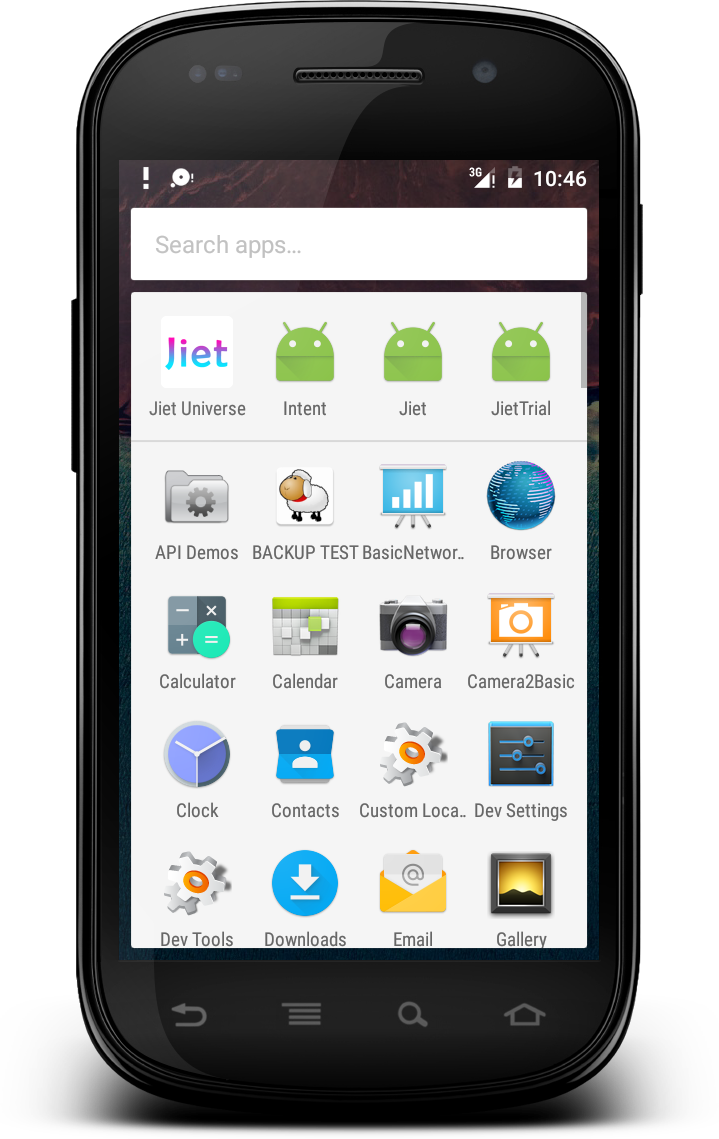 3G 10:46
Search apps...
Jiet
Jiet Universe Intent Jiet JietTrial
API Demos BACKUP TEST BasicNetwor.. Browser
Calculator Calendar Camera Camera2Basic
Clock Contacts Custom Loca.. Dev Settings
@
Dev Tools Downloads Email Gallery